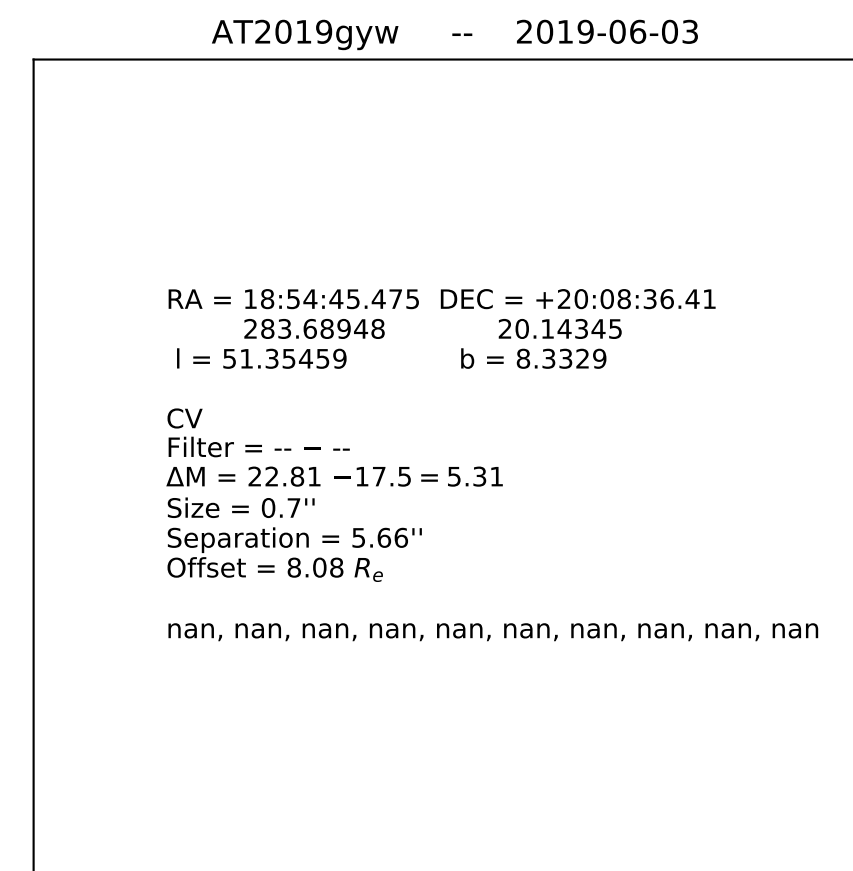 AT2019gyw -- 2019-06-03
RA = 18:54:45.475 DEC = +20:08:36.41
283.68948 20.14345
l = 51.35459 b = 8.3329
CV
Filter = -- − --
ΔM = 22.81 −17.5 = 5.31
Size = 0.7''
Separation = 5.66''
Offset = 8.08 Rₑ
nan, nan, nan, nan, nan, nan, nan, nan, nan, nan